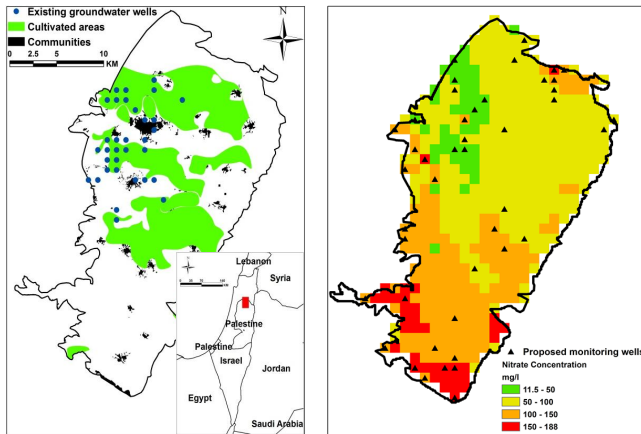 Existing groundwater wells
Cultivated areas
Communities
0 2.5 5 10
KM
N
Lebanon
Syria
Palestine
Palestine
Israel
Jordan
Egypt
Saudi Arabia
Proposed monitoring wells
Nitrate Concentration
mg/l
11.5 - 50
50 - 100
100 - 150
150 - 188